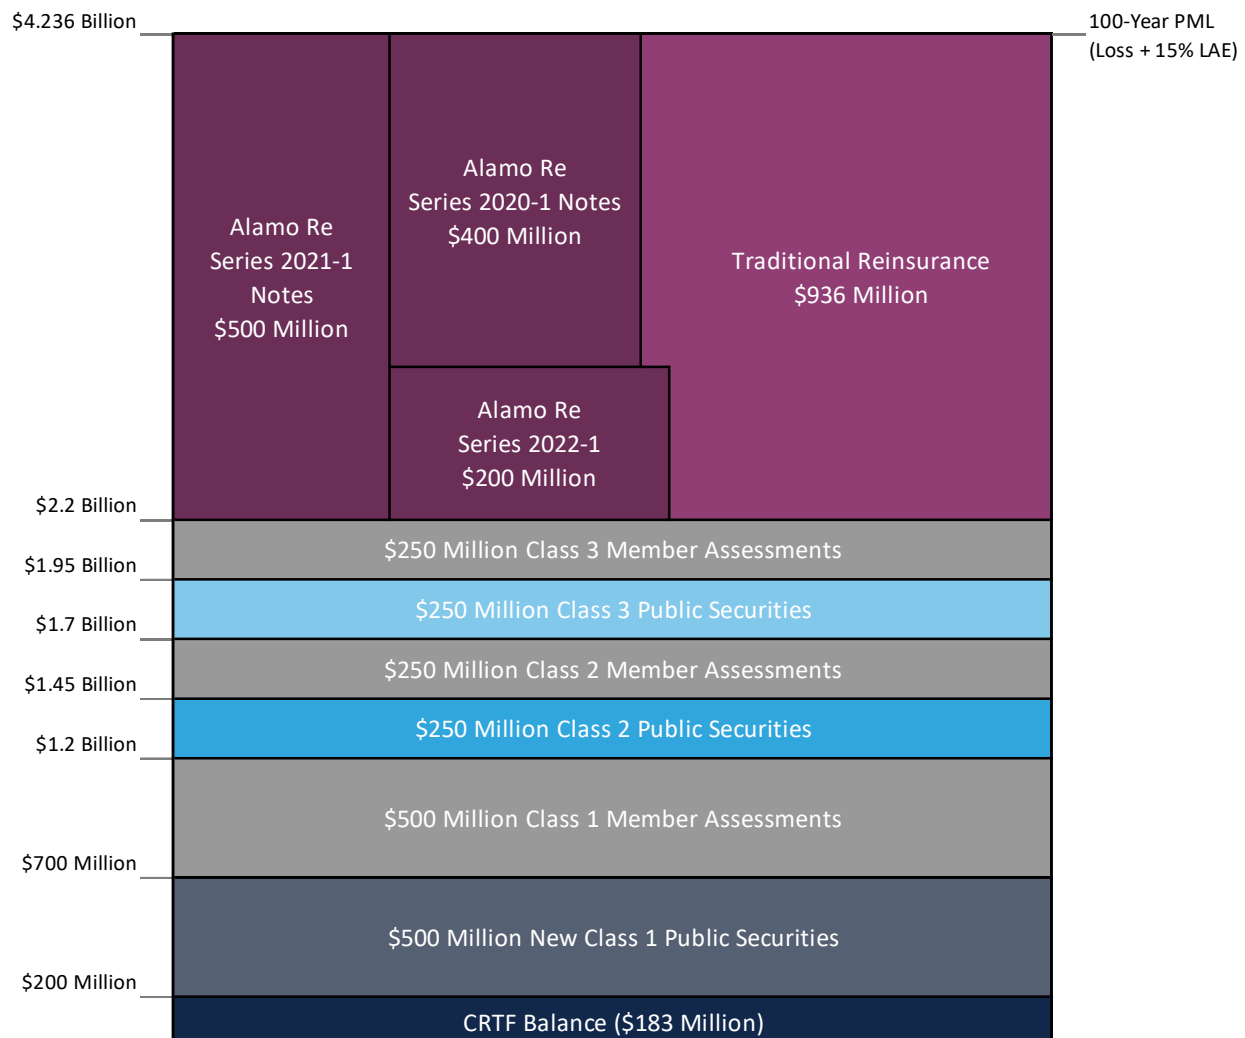 $4.236 Billion
100-Year PML
(Loss + 15% LAE)
Alamo Re
Series 2021-1
Notes
$500 Million
Alamo Re
Series 2020-1 Notes
$400 Million
Traditional Reinsurance
$936 Million
Alamo Re
Series 2022-1
$200 Million
$2.2 Billion
$250 Million Class 3 Member Assessments
$1.95 Billion
$250 Million Class 3 Public Securities
$1.7 Billion
$250 Million Class 2 Member Assessments
$1.45 Billion
$250 Million Class 2 Public Securities
$1.2 Billion
$500 Million Class 1 Member Assessments
$700 Million
$500 Million New Class 1 Public Securities
$200 Million
CRTF Balance ($183 Million)